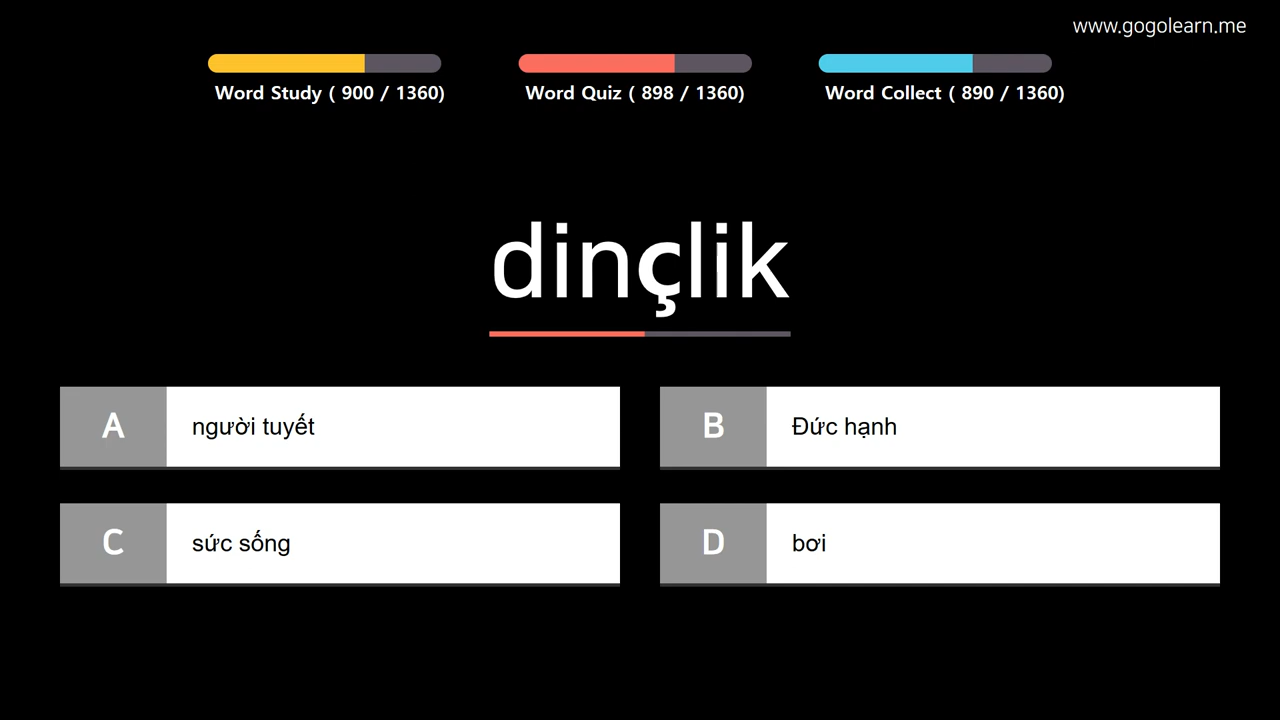 www.gogolearn.me
Word Study ( 900 / 1360)
Word Quiz ( 898 / 1360)
Word Collect ( 890 / 1360)
dinçlik
A
người tuyết
B
Đức hạnh
C
sức sống
D
bơi